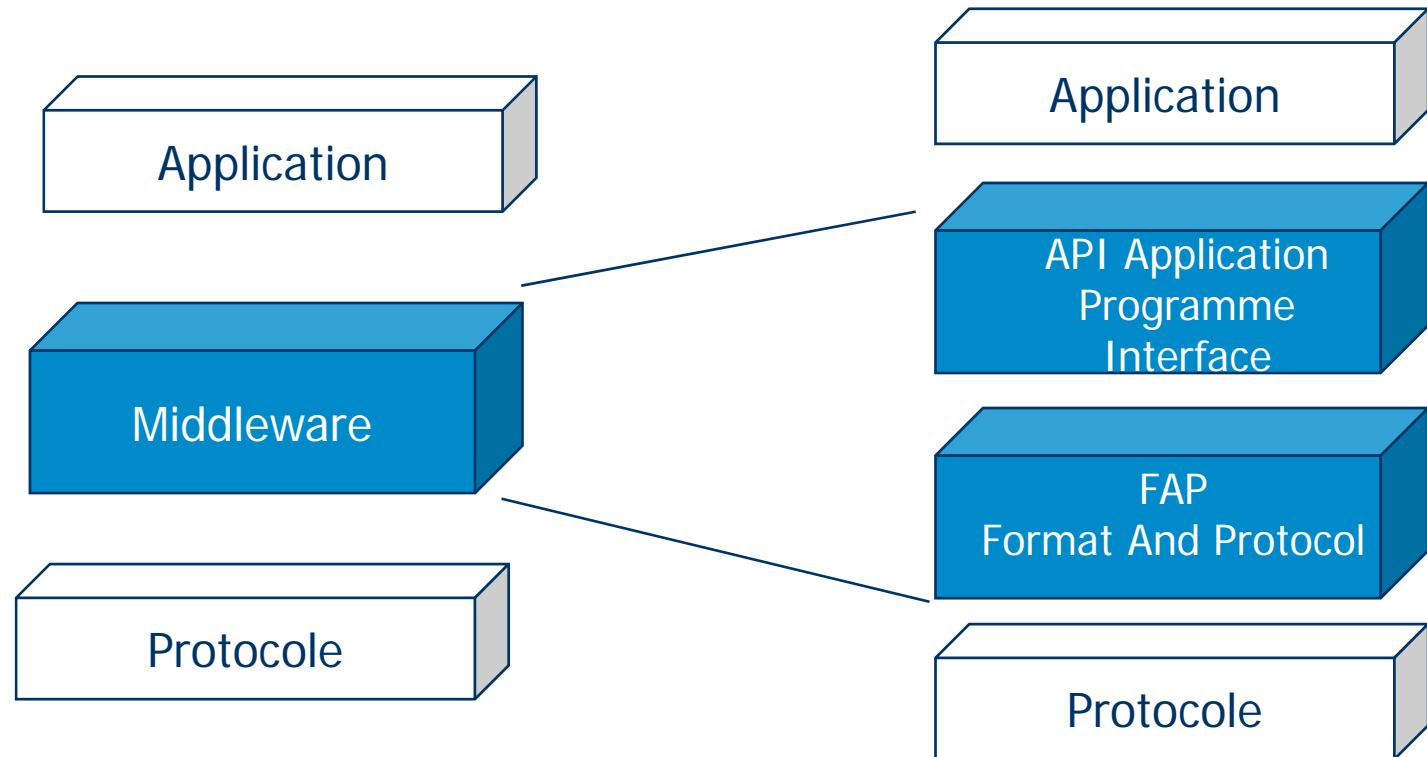 Application
Middleware
Protocole
Application
API Application
Programme
Interface
FAP
Format And Protocol
Protocole